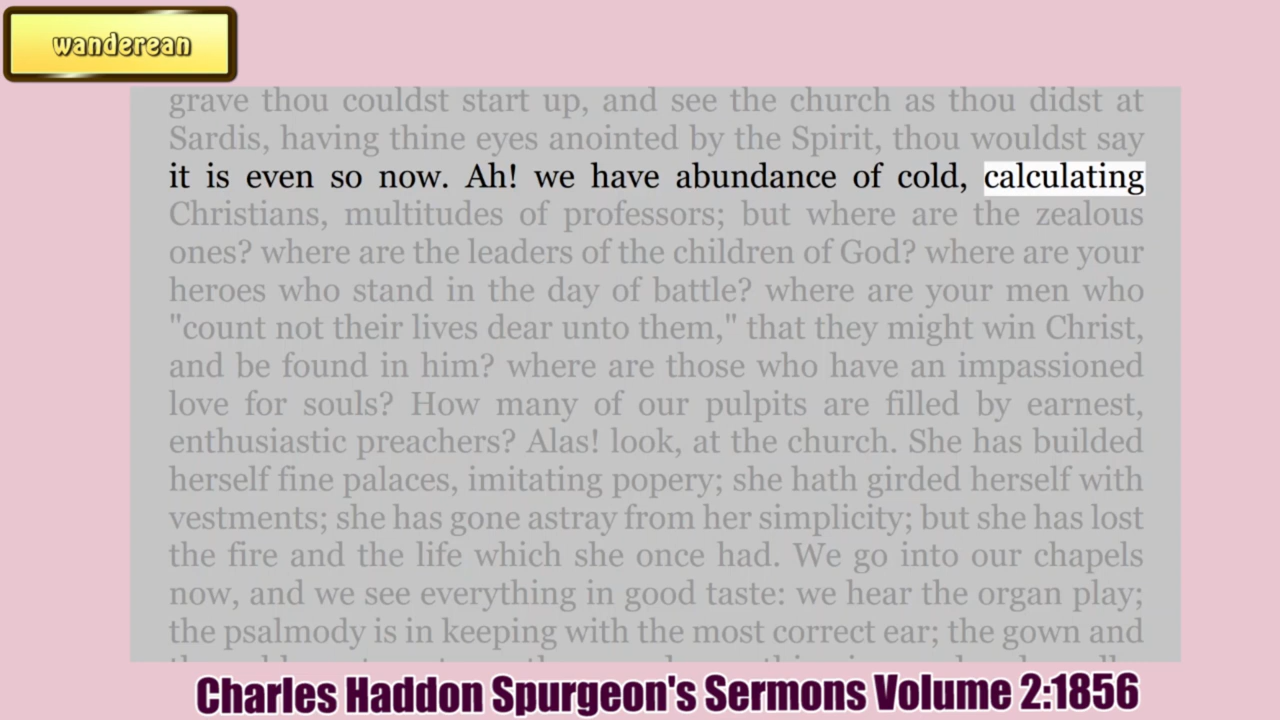 wanderean
grave thou couldst start up, and see the church as thou didst at
Sardis, having thine eyes anointed by the Spirit, thou wouldst say
it is even so now. Ah! we have abundance of cold, calculating
Christians, multitudes of professors; but where are the zealous
ones? where are the leaders of the children of God? where are your
heroes who stand in the day of battle? where are your men who
"count not their lives dear unto them," that they might win Christ,
and be found in him? where are those who have an impassioned
love for souls? How many of our pulpits are filled by earnest,
enthusiastic preachers? Alas! look, at the church. She has builded
herself fine palaces, imitating popery; she hath girded herself with
vestments; she has gone astray from her simplicity; but she has lost
the fire and the life which she once had. We go into our chapels
now, and we see everything in good taste: we hear the organ play;
the psalmody is in keeping with the most correct ear; the gown and
Charles Haddon Spurgeon's Sermons Volume 2:1856